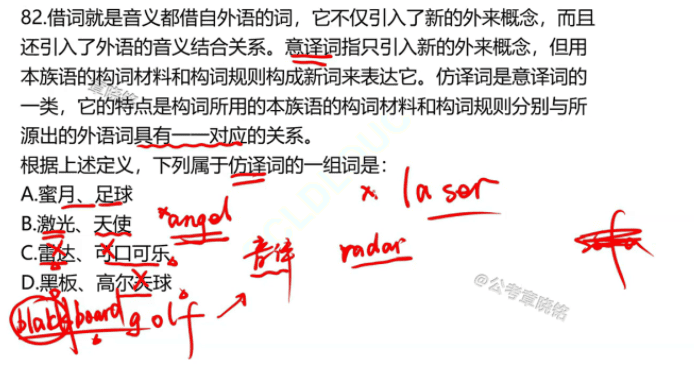 82.借词就是音义都借自外语的词，它不仅引入了新的外来概念，而且
还引入了外语的音义结合关系。意译词指只引入新的外来概念，但用
本族语的构词材料和构词规则构成新词来表达它。仿译词是意译词的
一类，它的特点是构词所用的本族语的构词材料和构词规则分别与所
源出的外语词具有一一对应的关系。
根据上述定义，下列属于仿译词的一组词是：
A.蜜月、足球
laser
B.激光、天使
angel
C.雷达、可口可乐
音译
radar
D.黑板、高尔夫球
@公考章晓铭
blackboard
golf
章晓铭